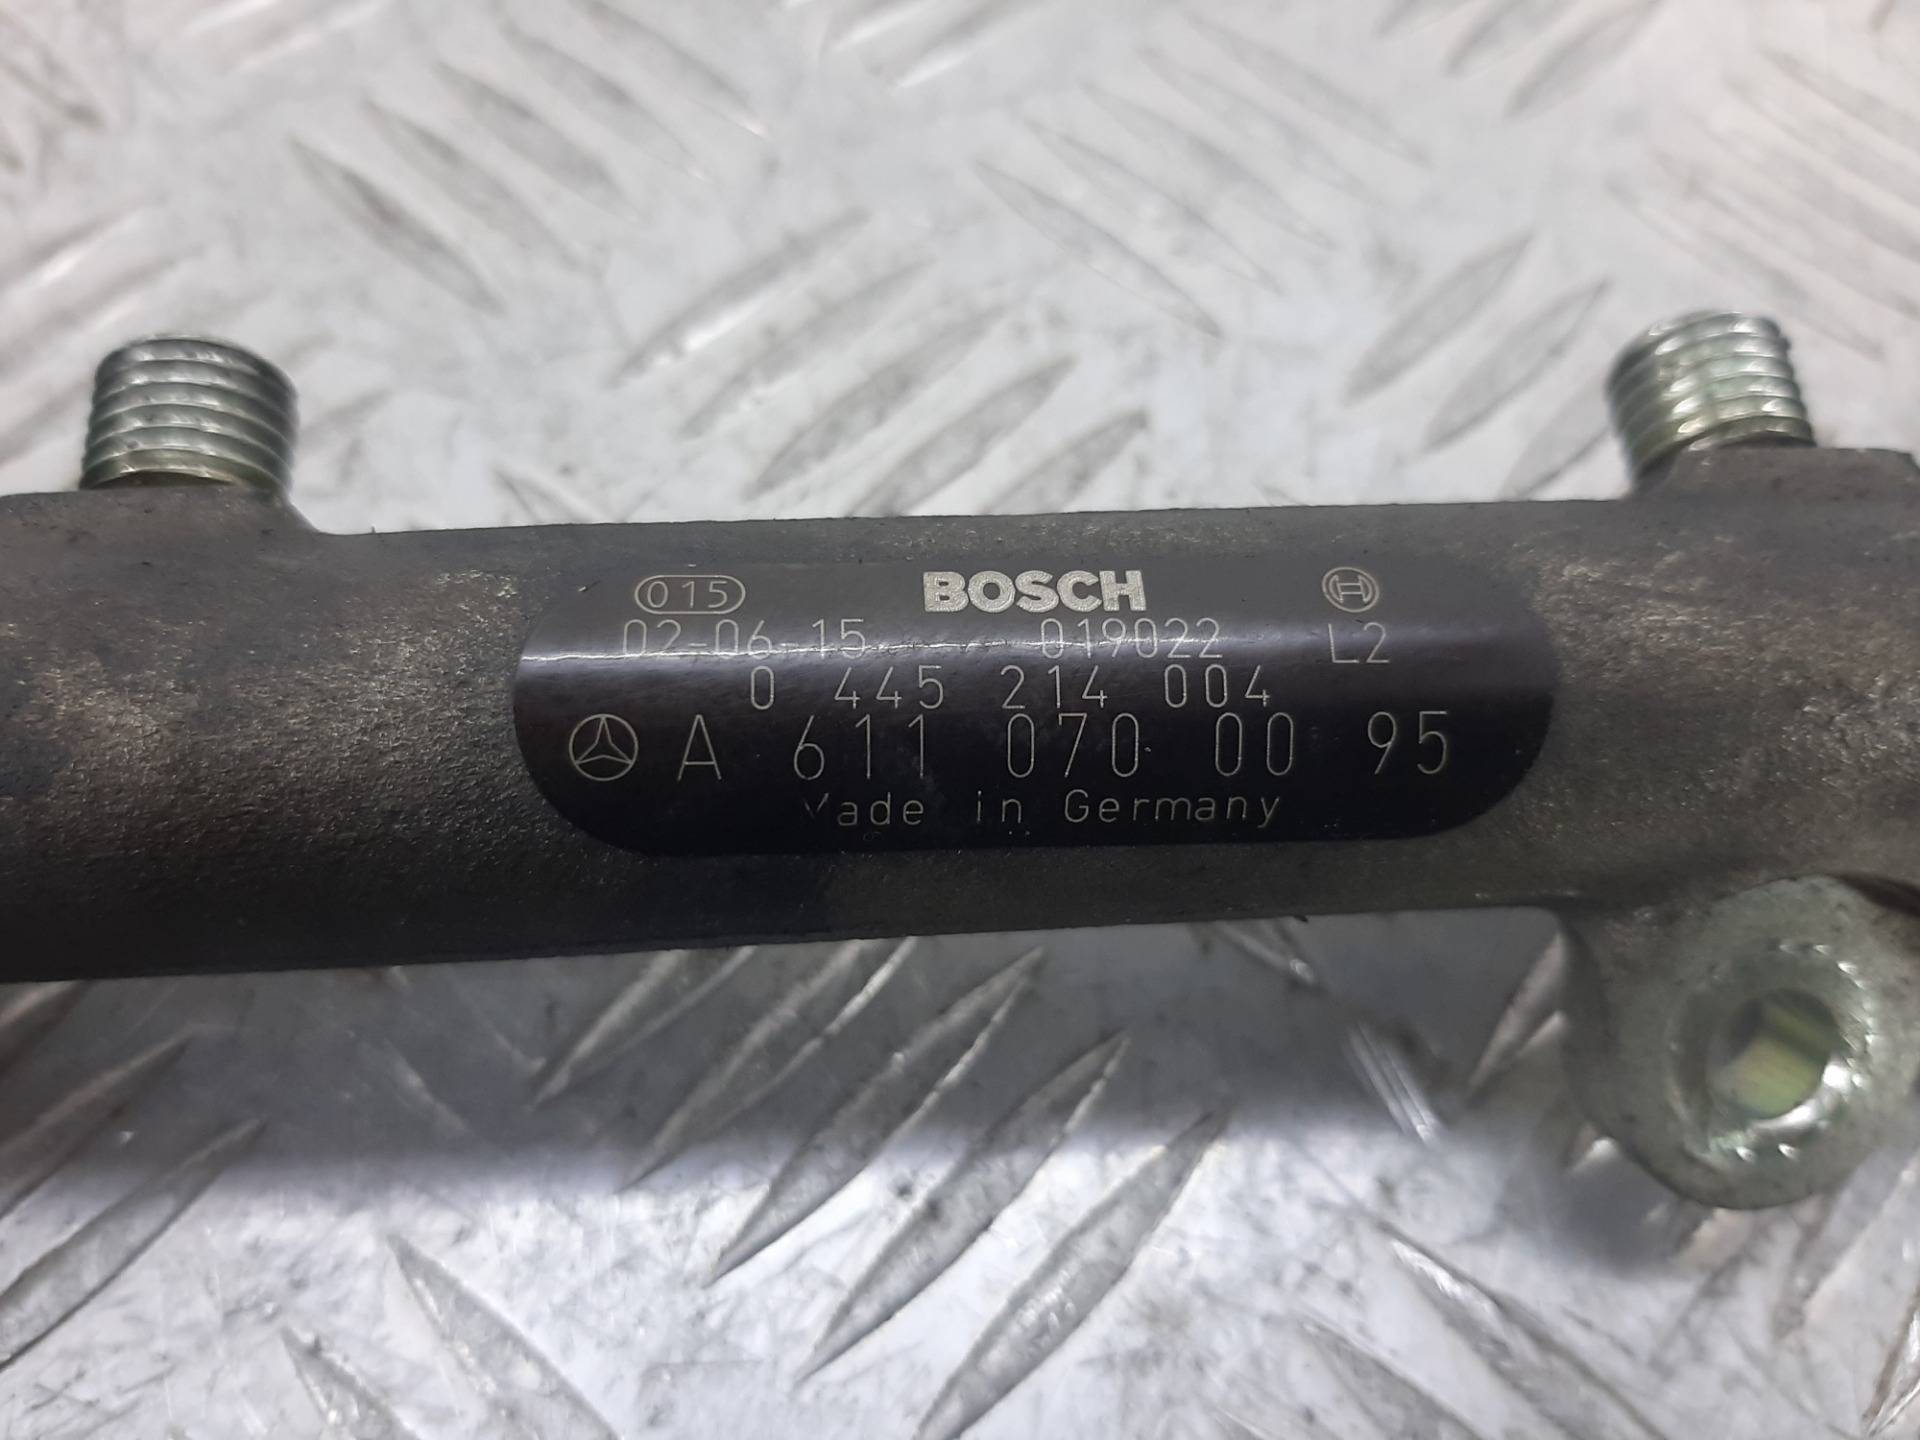 015 BOSCH
02-06-15 019022 L2
0 445 214 004
A 611 070 00 95
Made in Germany